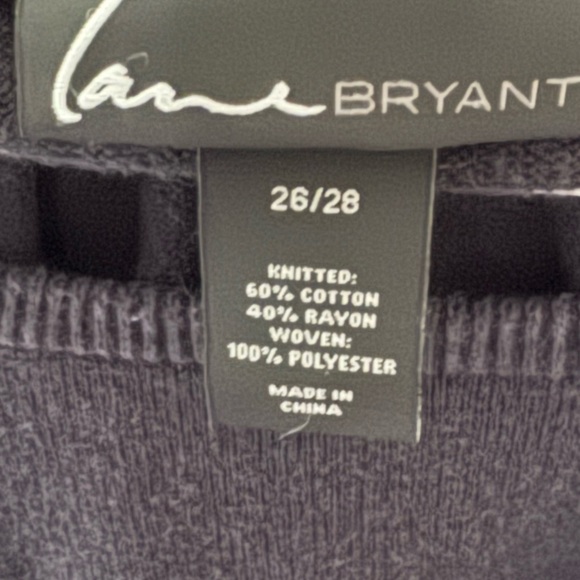 Lane BRYANT
26/28
KNITTED:
60% COTTON
40% RAYON
WOVEN:
100% POLYESTER
MADE IN
CHINA